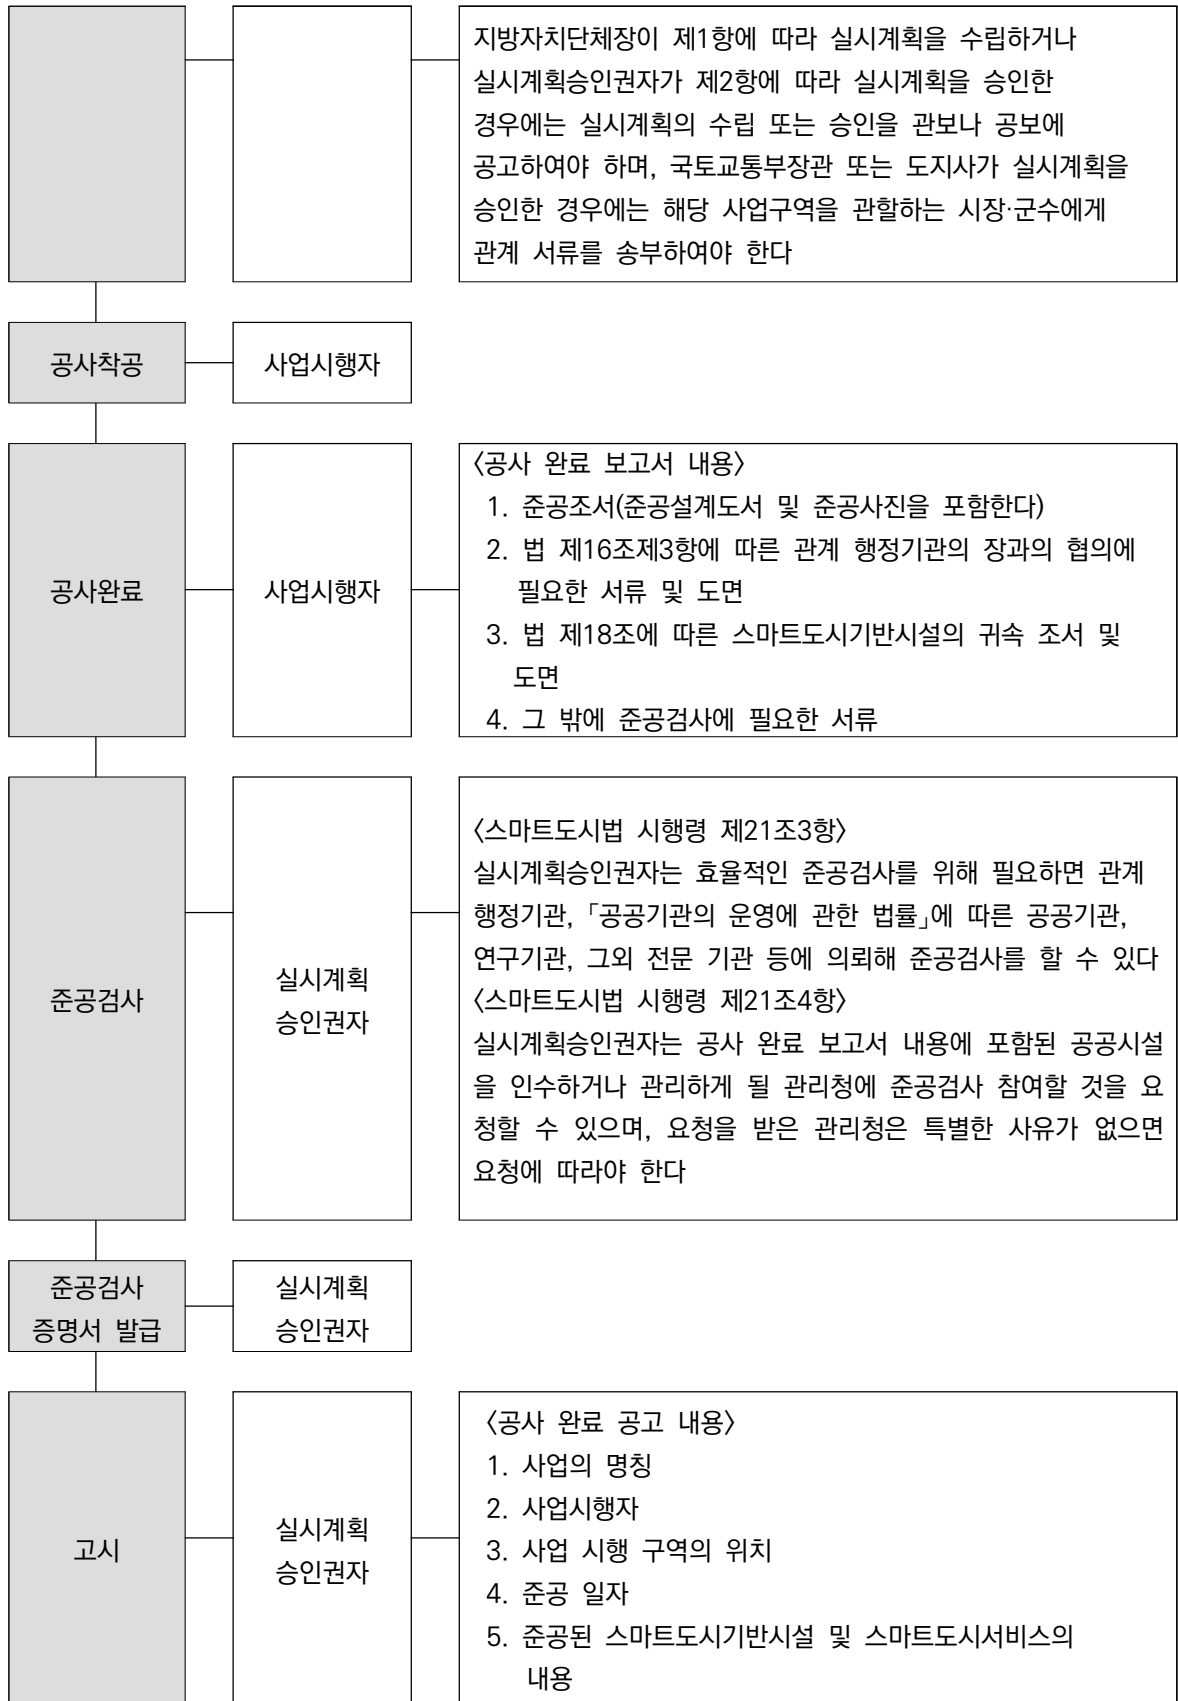 지방자치단체장이 제1항에 따라 실시계획을 수립하거나
실시계획승인권자가 제2항에 따라 실시계획을 승인한
경우에는 실시계획의 수립 또는 승인을 관보나 공보에
공고하여야 하며, 국토교통부장관 또는 도지사가 실시계획을
승인한 경우에는 해당 사업구역을 관할하는 시장·군수에게
관계 서류를 송부하여야 한다
공사착공
사업시행자
공사완료
사업시행자
〈공사 완료 보고서 내용〉
1. 준공조서(준공설계도서 및 준공사진을 포함한다)
2. 법 제16조제3항에 따른 관계 행정기관의 장과의 협의에
필요한 서류 및 도면
3. 법 제18조에 따른 스마트도시기반시설의 귀속 조서 및
도면
4. 그 밖에 준공검사에 필요한 서류
준공검사
실시계획
승인권자
〈스마트도시법 시행령 제21조3항〉
실시계획승인권자는 효율적인 준공검사를 위해 필요하면 관계
행정기관, 「공공기관의 운영에 관한 법률」에 따른 공공기관,
연구기관, 그외 전문 기관 등에 의뢰해 준공검사를 할 수 있다
〈스마트도시법 시행령 제21조4항〉
실시계획승인권자는 공사 완료 보고서 내용에 포함된 공공시설
을 인수하거나 관리하게 될 관리청에 준공검사 참여할 것을 요
청할 수 있으며, 요청을 받은 관리청은 특별한 사유가 없으면
요청에 따라야 한다
준공검사
증명서 발급
실시계획
승인권자
고시
실시계획
승인권자
〈공사 완료 공고 내용〉
1. 사업의 명칭
2. 사업시행자
3. 사업 시행 구역의 위치
4. 준공 일자
5. 준공된 스마트도시기반시설 및 스마트도시서비스의
내용